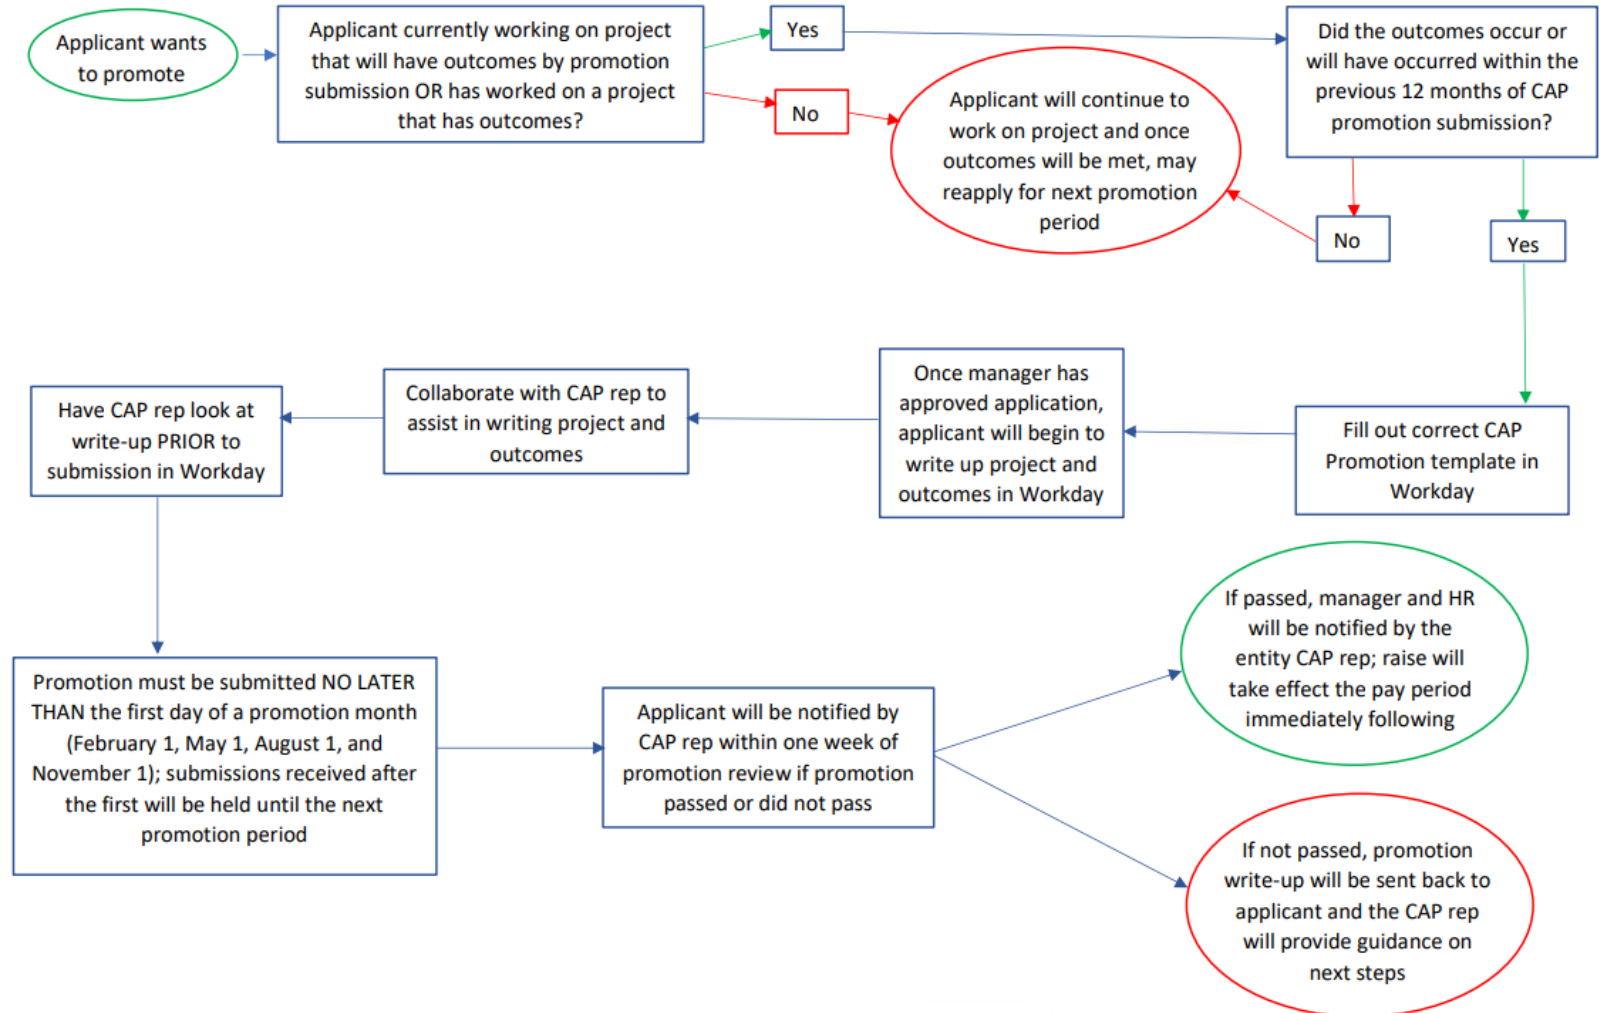 Applicant wants
to promote
Applicant currently working on project
that will have outcomes by promotion
submission OR has worked on a project
that has outcomes?
Yes
No
Applicant will continue to
work on project and once
outcomes will be met, may
reapply for next promotion
period
Did the outcomes occur or
will have occurred within the
previous 12 months of CAP
promotion submission?
No
Yes
Fill out correct CAP
Promotion template in
Workday
Once manager has
approved application,
applicant will begin to
write up project and
outcomes in Workday
Collaborate with CAP rep to
assist in writing project and
outcomes
Have CAP rep look at
write-up PRIOR to
submission in Workday
Promotion must be submitted NO LATER
THAN the first day of a promotion month
(February 1, May 1, August 1, and
November 1); submissions received after
the first will be held until the next
promotion period
Applicant will be notified by
CAP rep within one week of
promotion review if promotion
passed or did not pass
If passed, manager and HR
will be notified by the
entity CAP rep; raise will
take effect the pay period
immediately following
If not passed, promotion
write-up will be sent back to
applicant and the CAP rep
will provide guidance on
next steps